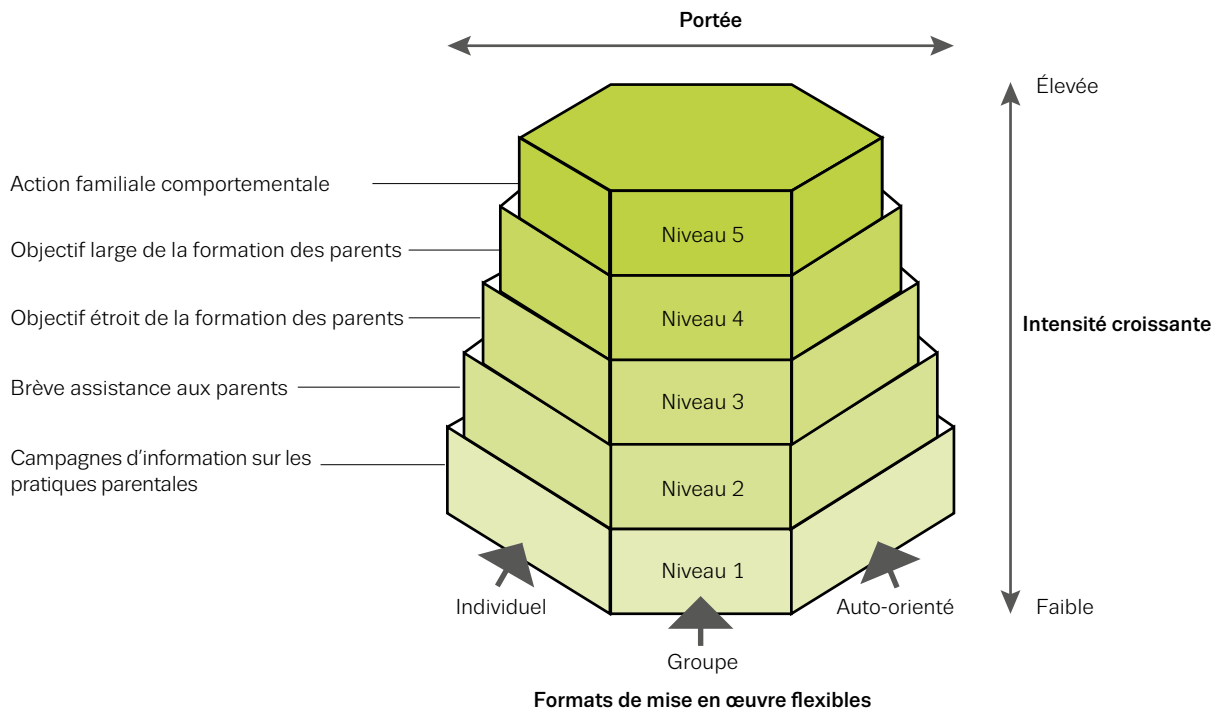 Portée
Élevée
Action familiale comportementale
Niveau 5
Objectif large de la formation des parents
Niveau 4
Objectif étroit de la formation des parents
Intensité croissante
Niveau 3
Brève assistance aux parents
Niveau 2
Campagnes d'information sur les
pratiques parentales
Niveau 1
Individuel
Auto-orienté
Faible
Groupe
Formats de mise en œuvre flexibles